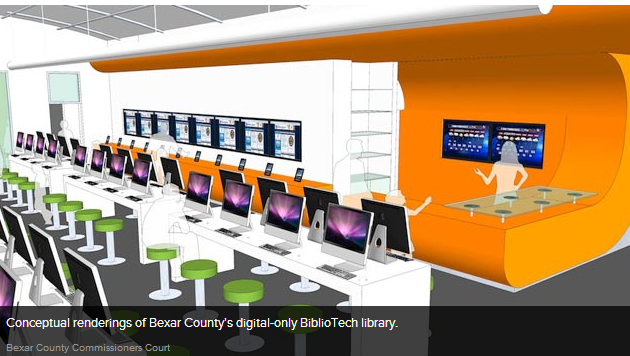 Conceptual renderings of Bexar County's digital-only BiblioTech library.
Bexar County Commissioners Court